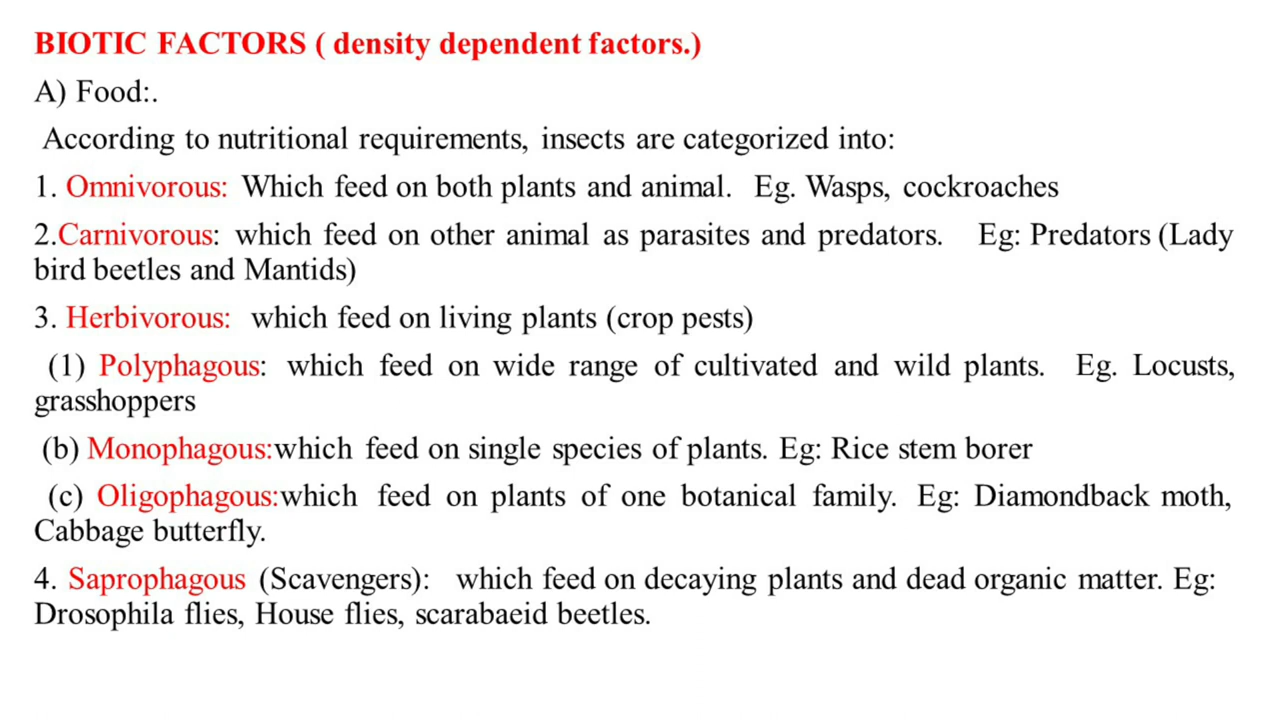 BIOTIC FACTORS ( density dependent factors.)
A) Food:.
According to nutritional requirements, insects are categorized into:
1. Omnivorous: Which feed on both plants and animal. Eg. Wasps, cockroaches
2.Carnivorous: which feed on other animal as parasites and predators. Eg: Predators (Lady
bird beetles and Mantids)
3. Herbivorous: which feed on living plants (crop pests)
(1) Polyphagous: which feed on wide range of cultivated and wild plants. Eg. Locusts,
grasshoppers
(b) Monophagous:which feed on single species of plants. Eg: Rice stem borer
(c) Oligophagous:which feed on plants of one botanical family. Eg: Diamondback moth,
Cabbage butterfly.
4. Saprophagous (Scavengers): which feed on decaying plants and dead organic matter. Eg:
Drosophila flies, House flies, scarabaeid beetles.